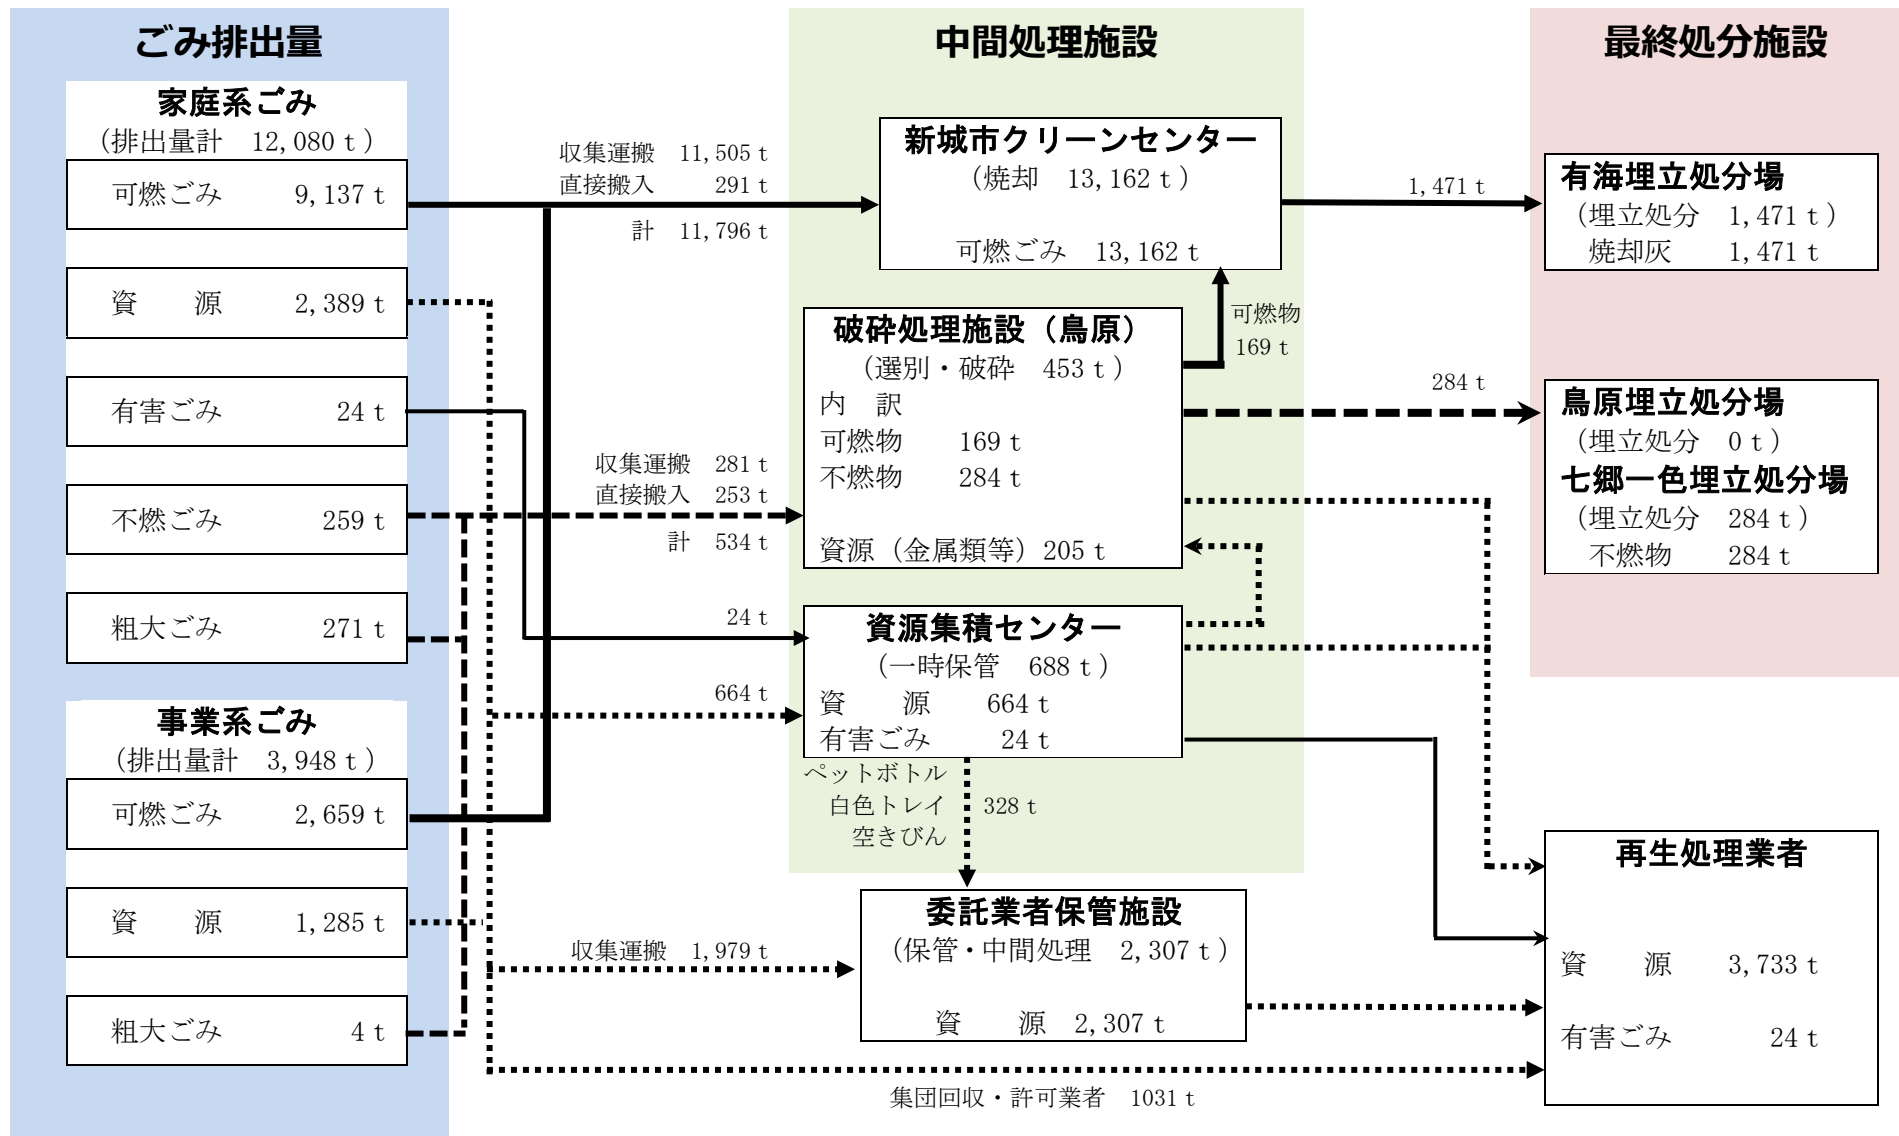 ごみ排出量
家庭系ごみ
（排出量計　12,080ｔ）
可燃ごみ　9,137ｔ
資　源　2,389ｔ
有害ごみ　24ｔ
不燃ごみ　259ｔ
粗大ごみ　271ｔ
事業系ごみ
（排出量計　3,948ｔ）
可燃ごみ　2,659ｔ
資　源　1,285ｔ
粗大ごみ　4ｔ
収集運搬　11,505ｔ
直接搬入　291ｔ
計　11,796ｔ
収集運搬　281ｔ
直接搬入　253ｔ
計　534ｔ
24ｔ
664ｔ
収集運搬　1,979ｔ
中間処理施設
新城市クリーンセンター
（焼却　13,162ｔ）
可燃ごみ　13,162ｔ
可燃物
169ｔ
破砕処理施設（鳥原）
（選別・破砕　453ｔ）
内　訳
可燃物　169ｔ
不燃物　284ｔ
資源（金属類等）205ｔ
資源集積センター
（一時保管　688ｔ）
資　源　664ｔ
有害ごみ　24ｔ
ペットボトル
白色トレイ　328ｔ
空きびん
委託業者保管施設
（保管・中間処理　2,307ｔ）
資　源　2,307ｔ
集団回収・許可業者　1031ｔ
1,471ｔ
284ｔ
最終処分施設
有海埋立処分場
（埋立処分　1,471ｔ）
焼却灰　1,471ｔ
鳥原埋立処分場
（埋立処分　0ｔ）
七郷一色埋立処分場
（埋立処分　284ｔ）
不燃物　284ｔ
再生処理業者
資　源　3,733ｔ
有害ごみ　24ｔ